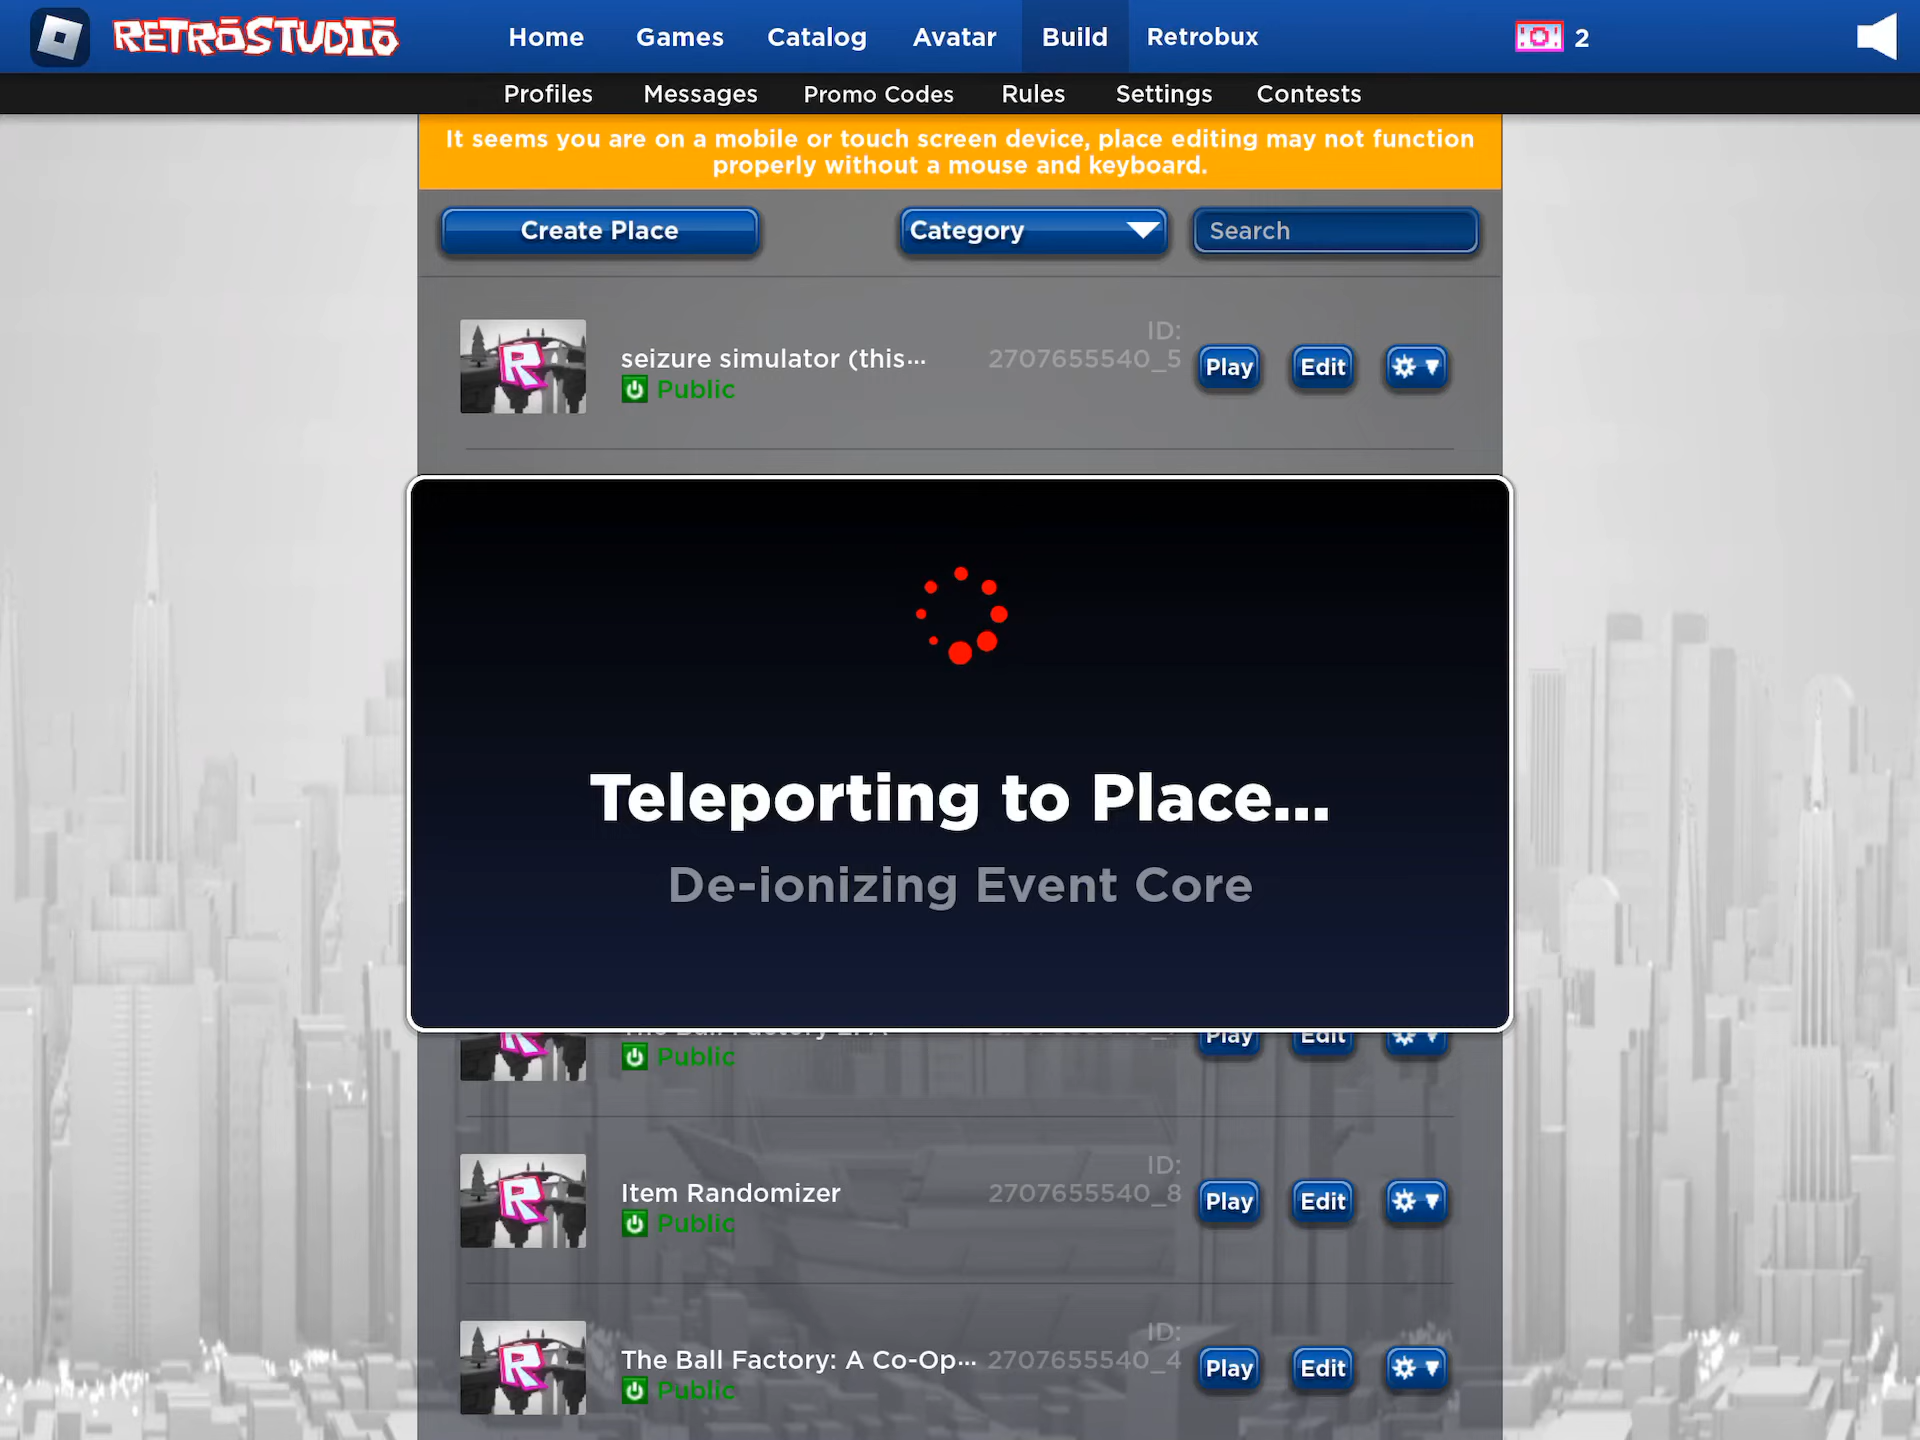 RETROSTUDIO
Home Games Catalog Avatar Build Retrobux 2
Profiles Messages Promo Codes Rules Settings Contests
It seems you are on a mobile or touch screen device, place editing may not function
properly without a mouse and keyboard.
Create Place Category Search
ID:
seizure simulator (this... 2707655540_5 Play Edit
Public
Teleporting to Place...
De-ionizing Event Core
Play Edit
Public
ID:
Item Randomizer 2707655540_8 Play Edit
Public
ID:
The Ball Factory: A Co-Op... 2707655540_4 Play Edit
Public